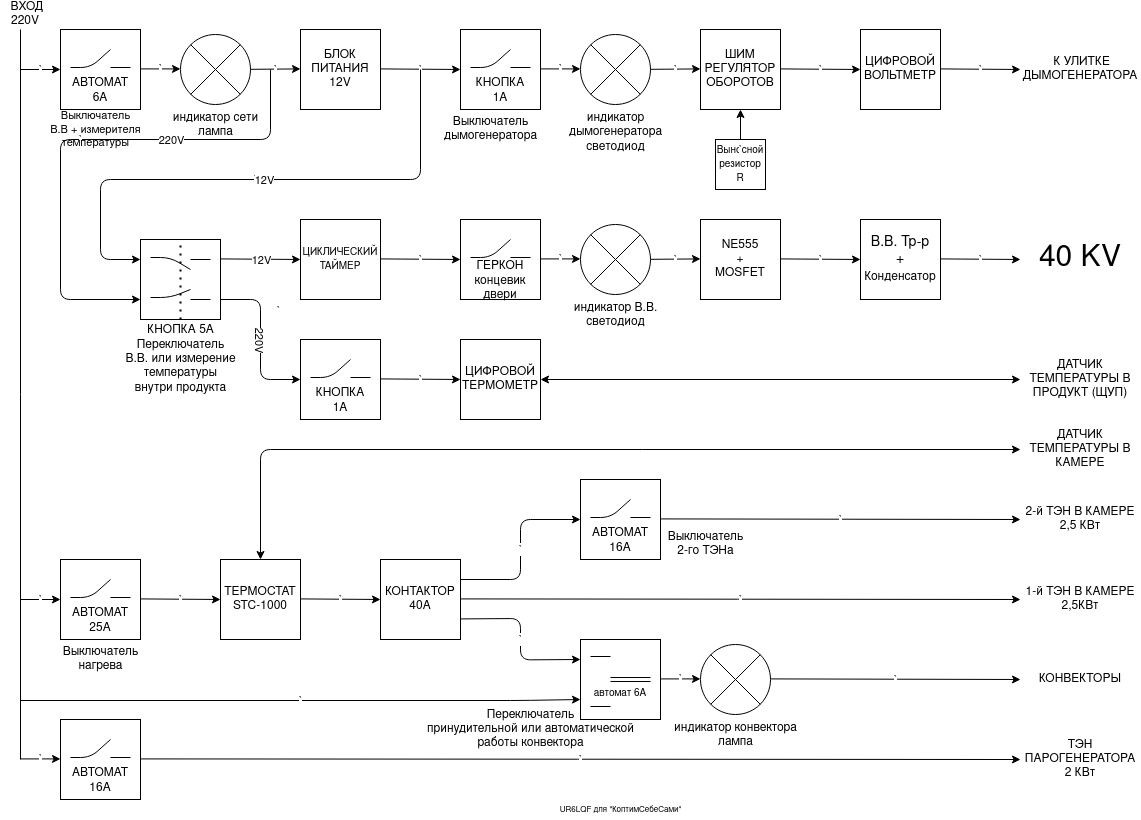 ВХОД
220V
АВТОМАТ
6А
Выключатель
В.В + измерителя
температуры
индикатор сети
лампа
БЛОК
ПИТАНИЯ
12V
КНОПКА
1А
Выключатель
дымогенератора
индикатор
дымогенератора
светодиод
ШИМ
РЕГУЛЯТОР
ОБОРОТОВ
Выносной
резистор
R
ЦИФРОВОЙ
ВОЛЬТМЕТР
К УЛИТКЕ
ДЫМОГЕНЕРАТОРА
220V
12V
КНОПКА 5А
Переключатель
В.В. или измерение
температуры
внутри продукта
12V
220V
ЦИКЛИЧЕСКИЙ
ТАЙМЕР
ГЕРКОН
концевик
двери
индикатор В.В.
светодиод
NE555
+
MOSFET
В.В. Тр-р
+
Конденсатор
40 KV
КНОПКА
1А
ЦИФРОВОЙ
ТЕРМОМЕТР
ДАТЧИК
ТЕМПЕРАТУРЫ В
ПРОДУКТ (ЩУП)
ДАТЧИК
ТЕМПЕРАТУРЫ В
КАМЕРЕ
АВТОМАТ
16А
Выключатель
2-го ТЭНа
2-й ТЭН В КАМЕРЕ
2,5 КВт
АВТОМАТ
25А
Выключатель
нагрева
ТЕРМОСТАТ
STC-1000
КОНТАКТОР
40А
1-й ТЭН В КАМЕРЕ
2,5КВт
автомат 6А
Переключатель
принудительной или автоматической
работы конвектора
индикатор конвектора
лампа
КОНВЕКТОРЫ
АВТОМАТ
16А
ТЭН
ПАРОГЕНЕРАТОРА
2 КВт
UR6LQF для "КоптимСебеСами"